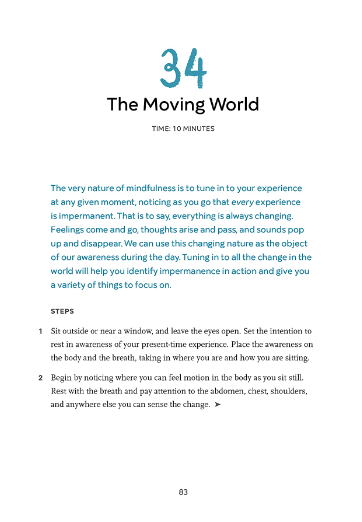 34
The Moving World
TIME: 10 MINUTES
The very nature of mindfulness is to tune in to your experience
at any given moment, noticing as you go that every experience
is impermanent. That is to say, everything is always changing.
Feelings come and go, thoughts arise and pass, and sounds pop
up and disappear. We can use this changing nature as the object
of our awareness during the day. Tuning in to all the change in the
world will help you identify impermanence in action and give you
a variety of things to focus on.
STEPS
1 Sit outside or near a window, and leave the eyes open. Set the intention to
rest in awareness of your present-time experience. Place the awareness on
the body and the breath, taking in where you are and how you are sitting.
2 Begin by noticing where you can feel motion in the body as you sit still.
Rest with the breath and pay attention to the abdomen, chest, shoulders,
and anywhere else you can sense the change. ➤
83